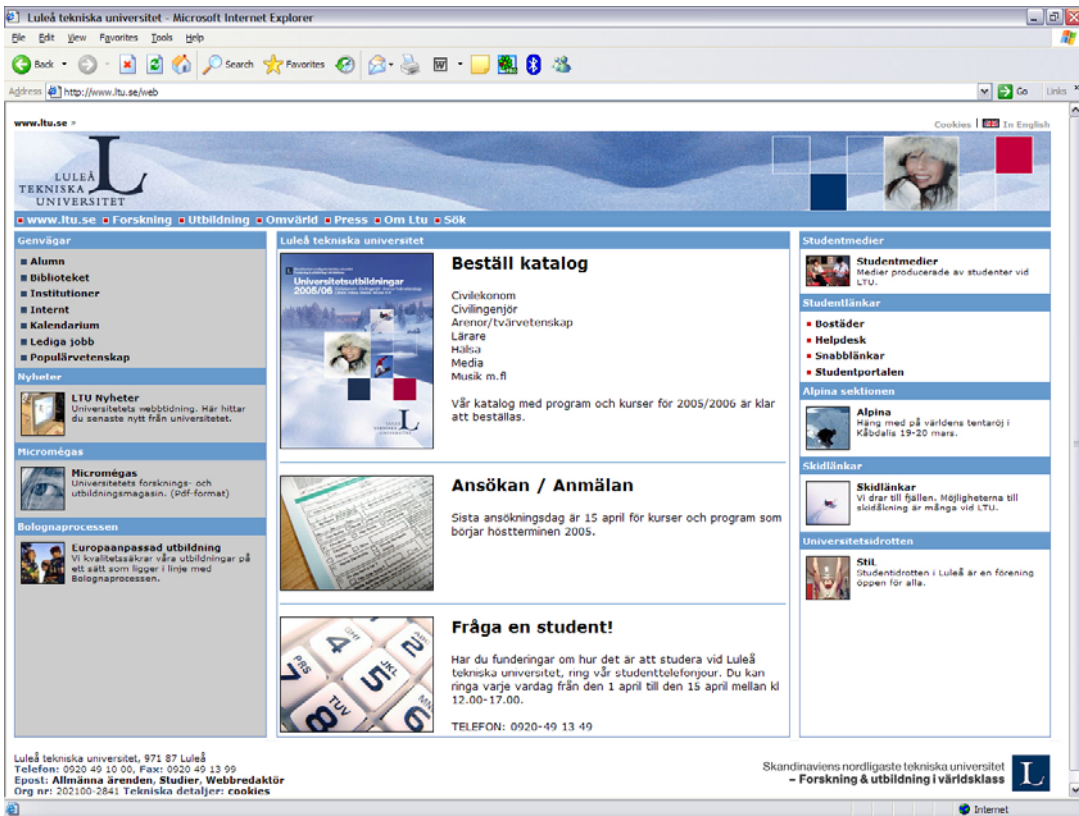 Luleå tekniska universitet - Microsoft Internet Explorer
File Edit View Favorites Tools Help
Back Search Favorites
Address http://www.ltu.se/web Go Links
www.ltu.se »
Cookies | In English
LULEÅ
TEKNISKA
UNIVERSITET
L
www.ltu.se Forskning Utbildning Omvärld Press Om Ltu Sök
Genvägar
Alumn
Biblioteket
Institutioner
Internt
Kalendarium
Lediga jobb
Populärvetenskap
Nyheter
LTU Nyheter
Universitetets webbtidning. Här hittar
du senaste nytt från universitetet.
Micromégas
Micromégas
Universitetets forsknings- och
utbildningsmagasin. (Pdf-format)
Bolognaprocessen
Europaanpassad utbildning
Vi kvalitetssäkrar våra utbildningar på
ett sätt som ligger i linje med
Bolognaprocessen.
Luleå tekniska universitet
Universitetsutbildningar
2005/06
Beställ katalog
Civilekonom
Civilingenjör
Arenor/tvärvetenskap
Lärare
Hälsa
Media
Musik m.fl
Vår katalog med program och kurser för 2005/2006 är klar
att beställas.
Ansökan / Anmälan
Sista ansökningsdag är 15 april för kurser och program som
börjar höstterminen 2005.
GHI
4
ABC
2
PRS
7
JKL
5
TUV
8
MN
6
Fråga en student!
Har du funderingar om hur det är att studera vid Luleå
tekniska universitet, ring vår studenttelefonjour. Du kan
ringa varje vardag från den 1 april till den 15 april mellan kl
12.00-17.00.
TELEFON: 0920-49 13 49
Studentmedier
Studentmedier
Medier producerade av studenter vid
LTU.
Studentlänkar
Bostäder
Helpdesk
Snabblänkar
Studentportalen
Alpina sektionen
Alpina
Häng med på världens tentaröj i
Kåbdalis 19-20 mars.
Skidlänkar
Skidlänkar
Vi drar till fjällen. Möjligheterna till
skidåkning är många vid LTU.
Universitetsidrotten
StiL
Studentidrotten i Luleå är en förening
öppen för alla.
Luleå tekniska universitet, 971 87 Luleå
Telefon: 0920 49 10 00, Fax: 0920 49 13 99
Epost: Allmänna ärenden, Studier, Webbredaktör
Org nr: 202100-2841 Tekniska detaljer: cookies
Skandinaviens nordligaste tekniska universitet
– Forskning & utbildning i världsklass
L
Internet